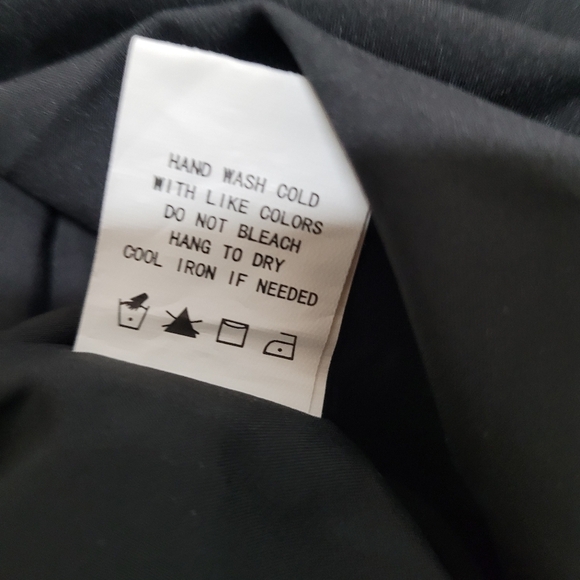 HAND WASH COLD
WITH LIKE COLORS
DO NOT BLEACH
HANG TO DRY
COOL IRON IF NEEDED